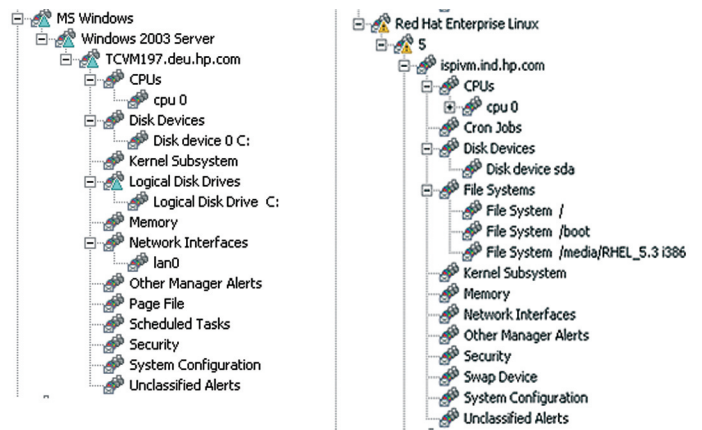 MS Windows
Windows 2003 Server
TCVM197.deu.hp.com
CPUs
cpu 0
Disk Devices
Disk device 0 C:
Kernel Subsystem
Logical Disk Drives
Logical Disk Drive C:
Memory
Network Interfaces
lan0
Other Manager Alerts
Page File
Scheduled Tasks
Security
System Configuration
Unclassified Alerts
Red Hat Enterprise Linux
5
ispivm.ind.hp.com
CPUs
cpu 0
Cron Jobs
Disk Devices
Disk device sda
File Systems
File System /
File System /boot
File System /media/RHEL_5.3 i386
Kernel Subsystem
Memory
Network Interfaces
Other Manager Alerts
Security
Swap Device
System Configuration
Unclassified Alerts